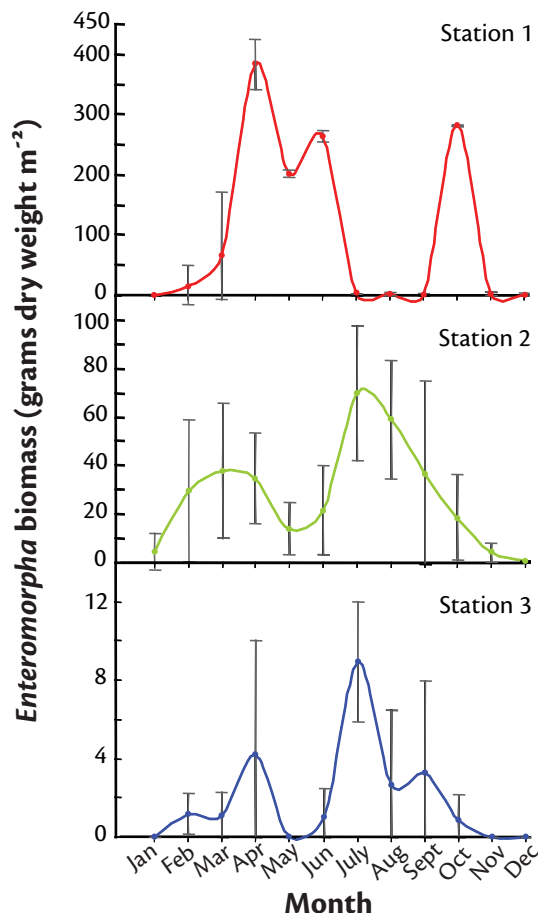 Enteromorpha biomass (grams dry weight m⁻²)
Station 1
450
400
300
200
100
0
Station 2
100
80
60
40
20
0
Station 3
12
8
4
0
Jan Feb Mar Apr May Jun July Aug Sept Oct Nov Dec
Month